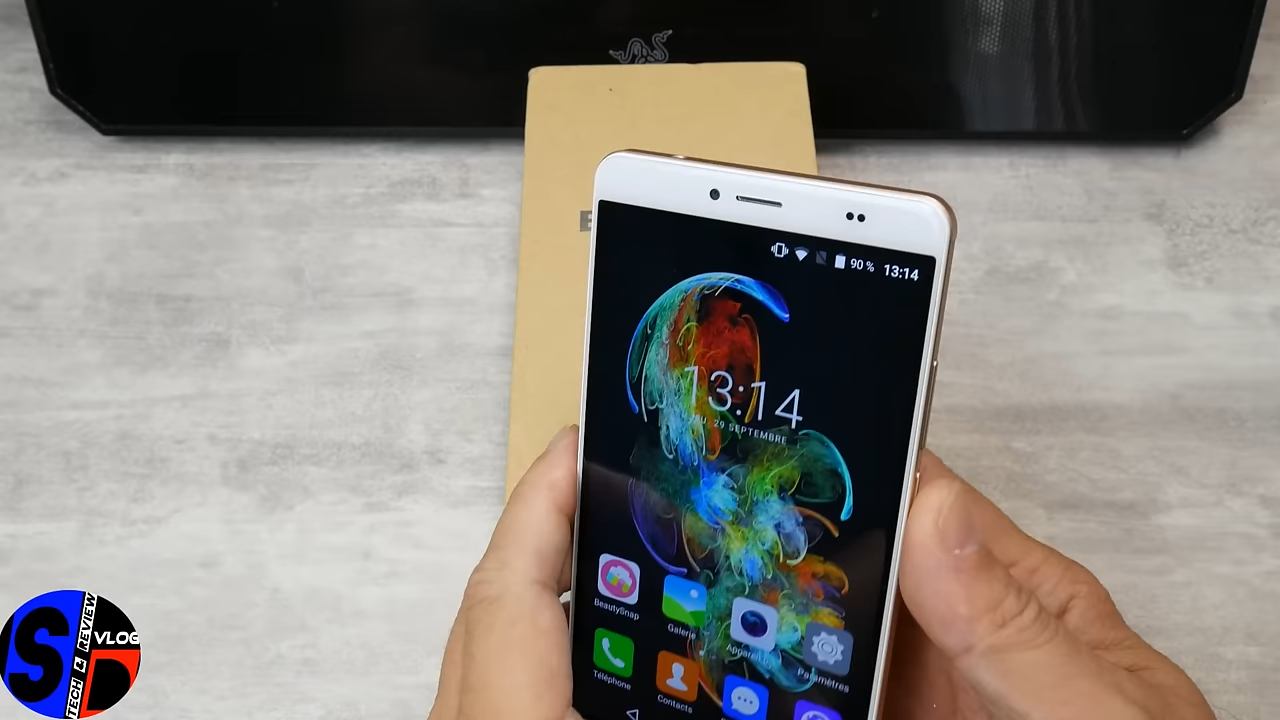 90 %
13:14
13:14
29 SEPTEMBRE
BeautySnap
Galerie
Téléphone
Contacts
Paramètres
S
TECH & REVIEW
VLOG
D